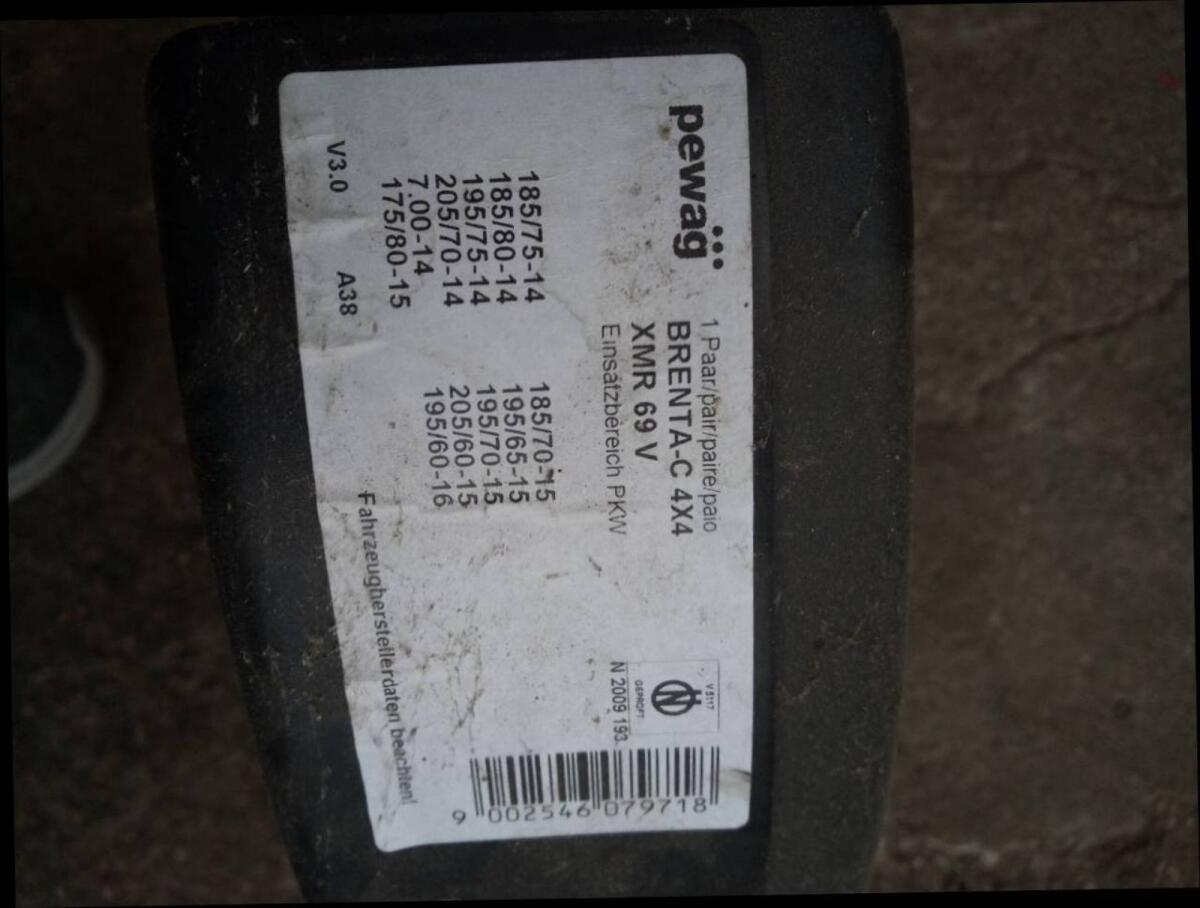 pewag
1 Paar/pair/paire/paio
BRENTA-C 4X4
XMR 69 V
Einsatzbereich PKW
185/75-14
185/80-14
195/75-14
205/70-14
7.00-14
175/80-15
185/70-15
195/65-15
195/70-15
205/60-15
195/60-16
V3.0 A38
Fahrzeugherstellerdaten beachten!
V 5117
GEPRÜFT
N 2009 193
9 002546 079718